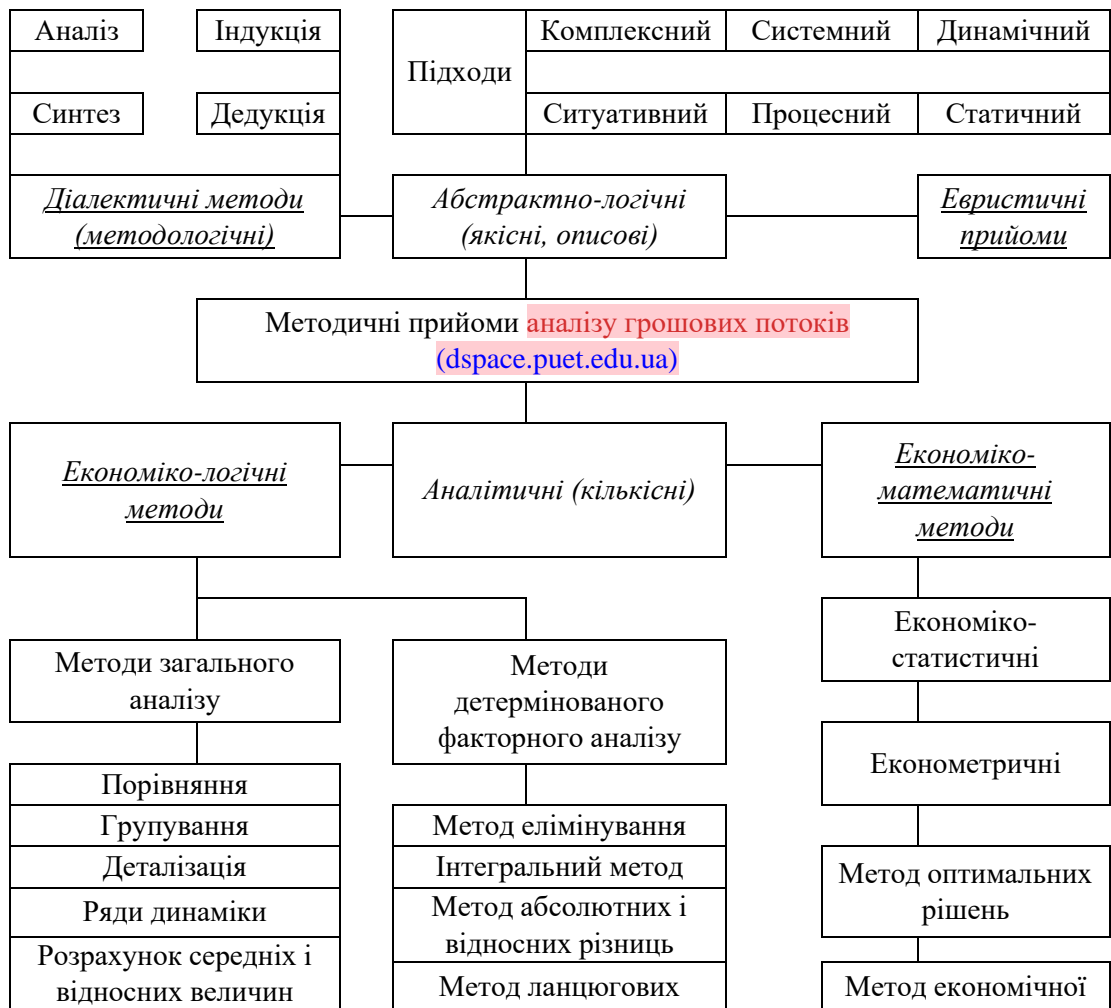 Аналіз
Індукція
Підходи
Комплексний
Системний
Динамічний
Синтез
Дедукція
Ситуативний
Процесний
Статичний
Діалектичні методи
(методологічні)
Абстрактно-логічні
(якісні, описові)
Евристичні
прийоми
Методичні прийоми аналізу грошових потоків
(dspace.puet.edu.ua)
Економіко-логічні
методи
Аналітичні (кількісні)
Економіко-
математичні
методи
Методи загального
аналізу
Методи
детермінованого
факторного аналізу
Економіко-
статистичні
Економетричні
Порівняння
Групування
Деталізація
Ряди динаміки
Розрахунок середніх і
відносних величин
Метод елімінування
Інтегральний метод
Метод абсолютних і
відносних різниць
Метод ланцюгових
Метод оптимальних
рішень
Метод економічної